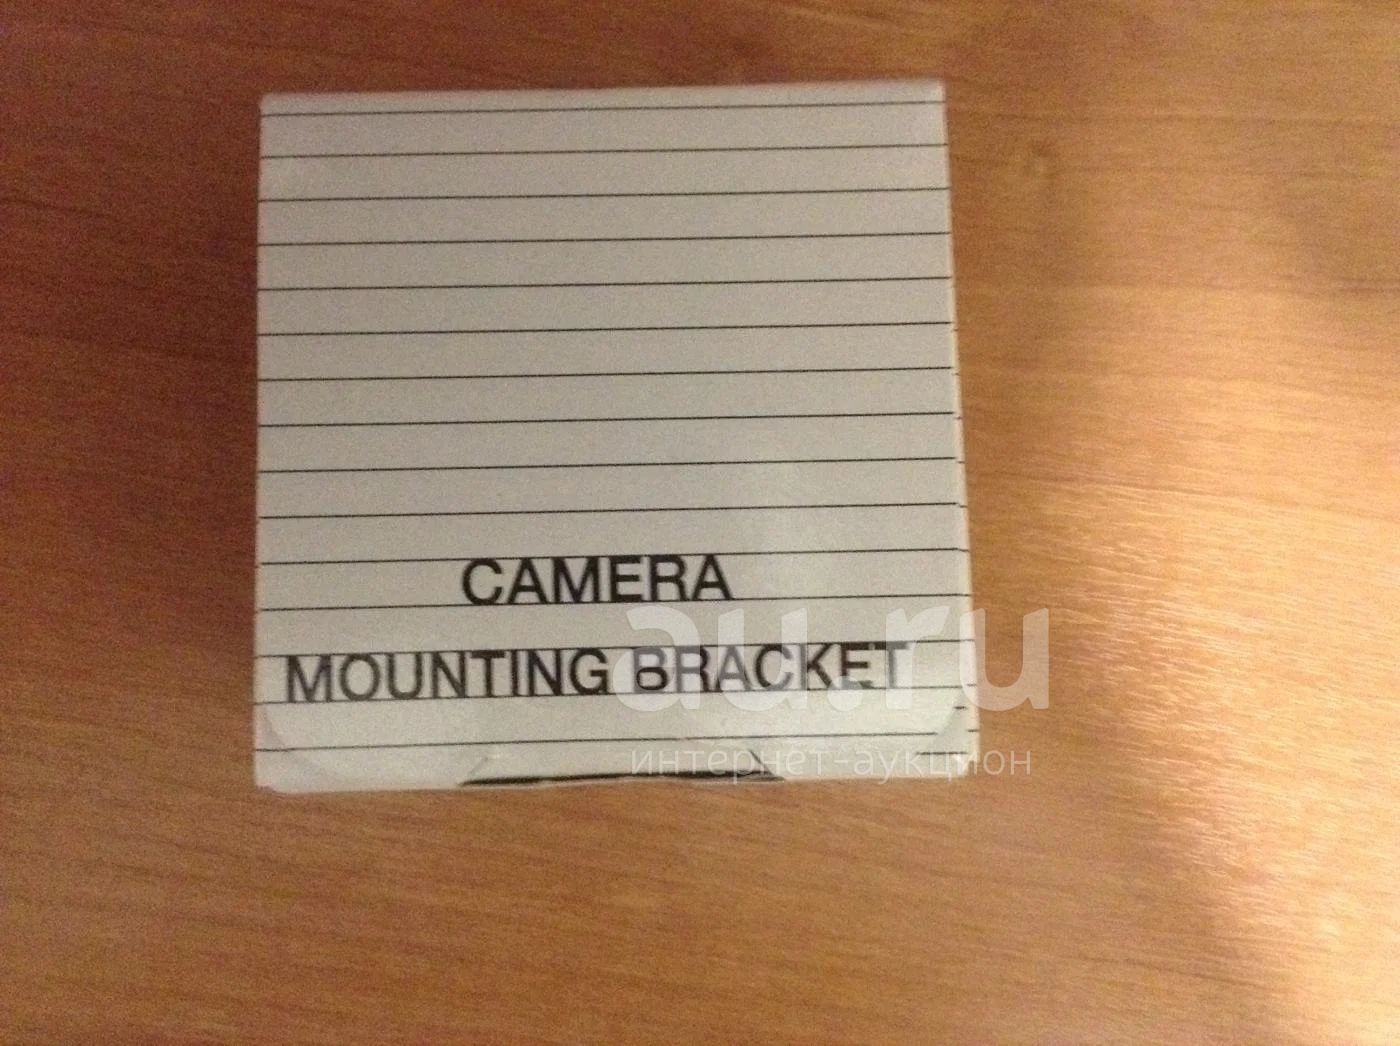 CAMERA
MOUNTING BRACKET
au.ru
интернет-аукцион